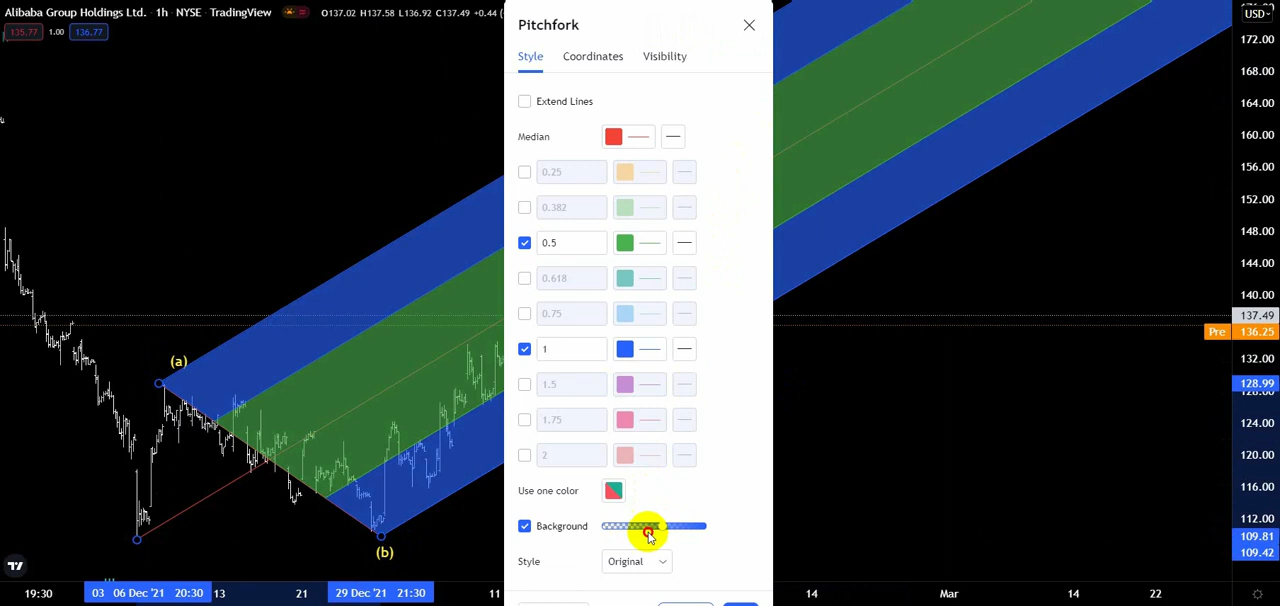 Alibaba Group Holdings Ltd. · 1h · NYSE · TradingView
O137.02 H137.58 L136.92 C137.49 +0.44
135.77 1.00 136.77
(a)
(b)
03 06 Dec '21 20:30
29 Dec '21 21:30
19:30 13 21 11 14 Mar 14 22
Pitchfork
Style Coordinates Visibility
Extend Lines
Median
0.25
0.382
0.5
0.618
0.75
1
1.5
1.75
2
Use one color
Background
Style Original
USD
172.00
168.00
164.00
160.00
156.00
152.00
148.00
144.00
140.00
137.49
Pre 136.25
132.00
128.99
128.00
124.00
120.00
116.00
112.00
109.81
109.42